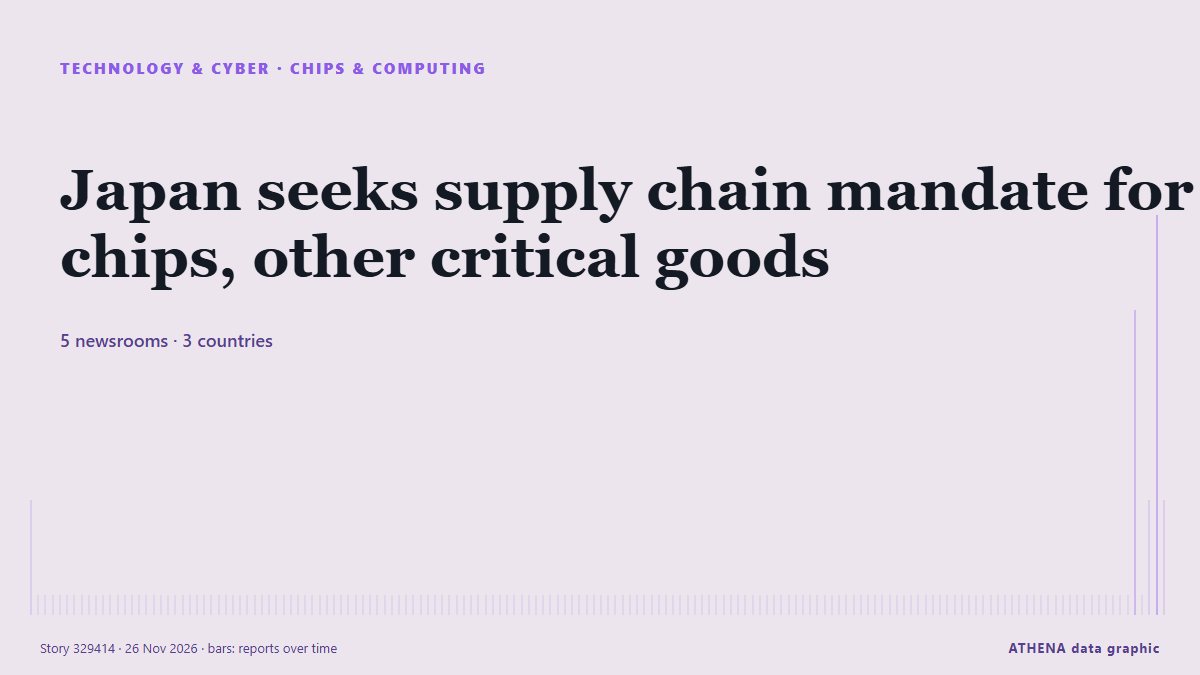 TECHNOLOGY & CYBER · CHIPS & COMPUTING
Japan seeks supply chain mandate for
chips, other critical goods
5 newsrooms · 3 countries
Story 329414 · 26 Nov 2026 · bars: reports over time
ATHENA data graphic